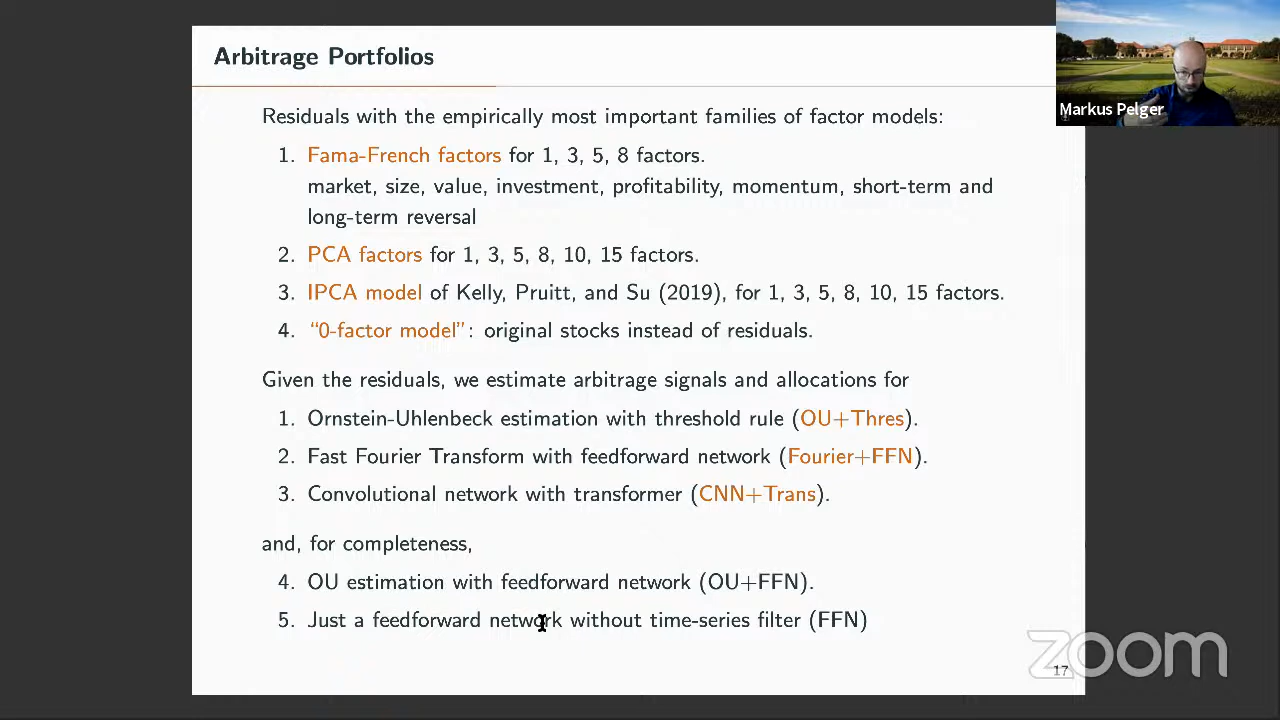 Arbitrage Portfolios
Markus Pelger
Residuals with the empirically most important families of factor models:
1. Fama-French factors for 1, 3, 5, 8 factors.
market, size, value, investment, profitability, momentum, short-term and
long-term reversal
2. PCA factors for 1, 3, 5, 8, 10, 15 factors.
3. IPCA model of Kelly, Pruitt, and Su (2019), for 1, 3, 5, 8, 10, 15 factors.
4. “0-factor model”: original stocks instead of residuals.
Given the residuals, we estimate arbitrage signals and allocations for
1. Ornstein-Uhlenbeck estimation with threshold rule (OU+Thres).
2. Fast Fourier Transform with feedforward network (Fourier+FFN).
3. Convolutional network with transformer (CNN+Trans).
and, for completeness,
4. OU estimation with feedforward network (OU+FFN).
5. Just a feedforward network without time-series filter (FFN)
zoom
17